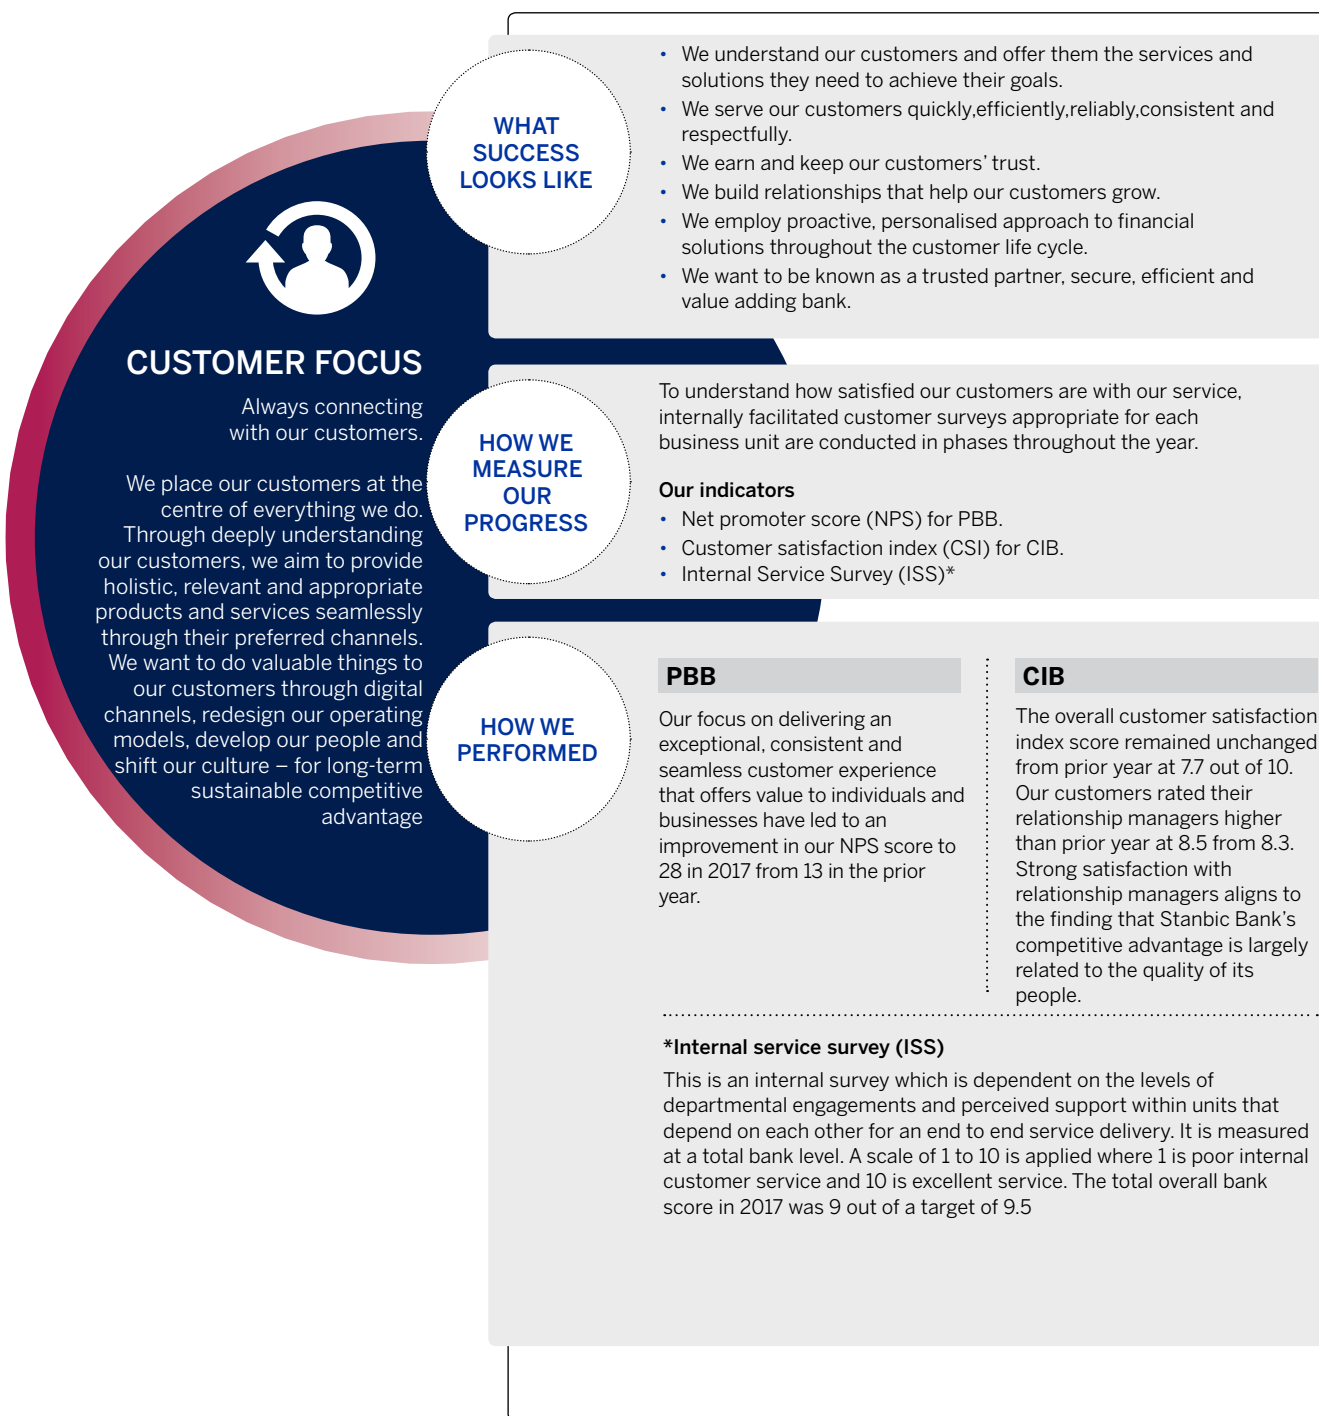 CUSTOMER FOCUS
Always connecting
with our customers.
We place our customers at the
centre of everything we do.
Through deeply understanding
our customers, we aim to provide
holistic, relevant and appropriate
products and services seamlessly
through their preferred channels.
We want to do valuable things to
our customers through digital
channels, redesign our operating
models, develop our people and
shift our culture – for long-term
sustainable competitive
advantage
WHAT
SUCCESS
LOOKS LIKE
• We understand our customers and offer them the services and
solutions they need to achieve their goals.
• We serve our customers quickly,efficiently,reliably,consistent and
respectfully.
• We earn and keep our customers' trust.
• We build relationships that help our customers grow.
• We employ proactive, personalised approach to financial
solutions throughout the customer life cycle.
• We want to be known as a trusted partner, secure, efficient and
value adding bank.
HOW WE
MEASURE
OUR
PROGRESS
To understand how satisfied our customers are with our service,
internally facilitated customer surveys appropriate for each
business unit are conducted in phases throughout the year.
Our indicators
• Net promoter score (NPS) for PBB.
• Customer satisfaction index (CSI) for CIB.
• Internal Service Survey (ISS)*
HOW WE
PERFORMED
PBB
Our focus on delivering an
exceptional, consistent and
seamless customer experience
that offers value to individuals and
businesses have led to an
improvement in our NPS score to
28 in 2017 from 13 in the prior
year.
CIB
The overall customer satisfaction
index score remained unchanged
from prior year at 7.7 out of 10.
Our customers rated their
relationship managers higher
than prior year at 8.5 from 8.3.
Strong satisfaction with
relationship managers aligns to
the finding that Stanbic Bank's
competitive advantage is largely
related to the quality of its
people.
*Internal service survey (ISS)
This is an internal survey which is dependent on the levels of
departmental engagements and perceived support within units that
depend on each other for an end to end service delivery. It is measured
at a total bank level. A scale of 1 to 10 is applied where 1 is poor internal
customer service and 10 is excellent service. The total overall bank
score in 2017 was 9 out of a target of 9.5